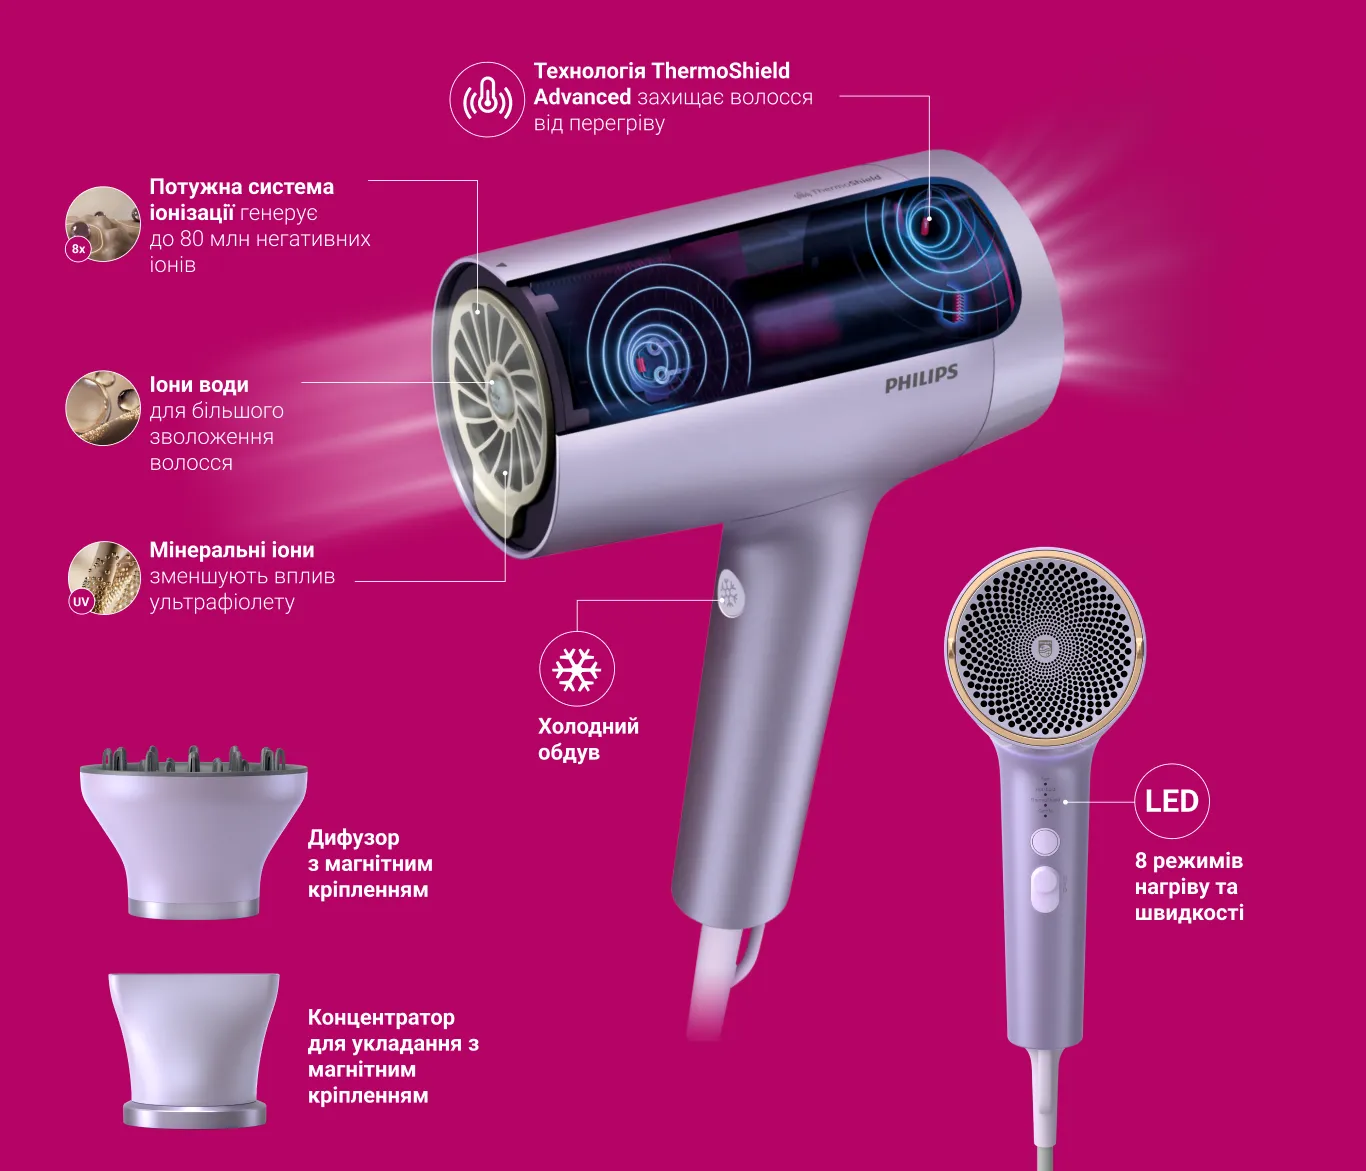 Технологія ThermoShield
Advanced захищає волосся
від перегріву
ThermoShield
Потужна система
іонізації генерує
до 80 млн негативних
іонів
8x
PHILIPS
Іони води
для більшого
зволоження
волосся
Мінеральні іони
зменшують вплив
ультрафіолету
UV
Холодний
обдув
LED
8 режимів
нагріву та
швидкості
Дифузор
з магнітним
кріпленням
Концентратор
для укладання з
магнітним
кріпленням